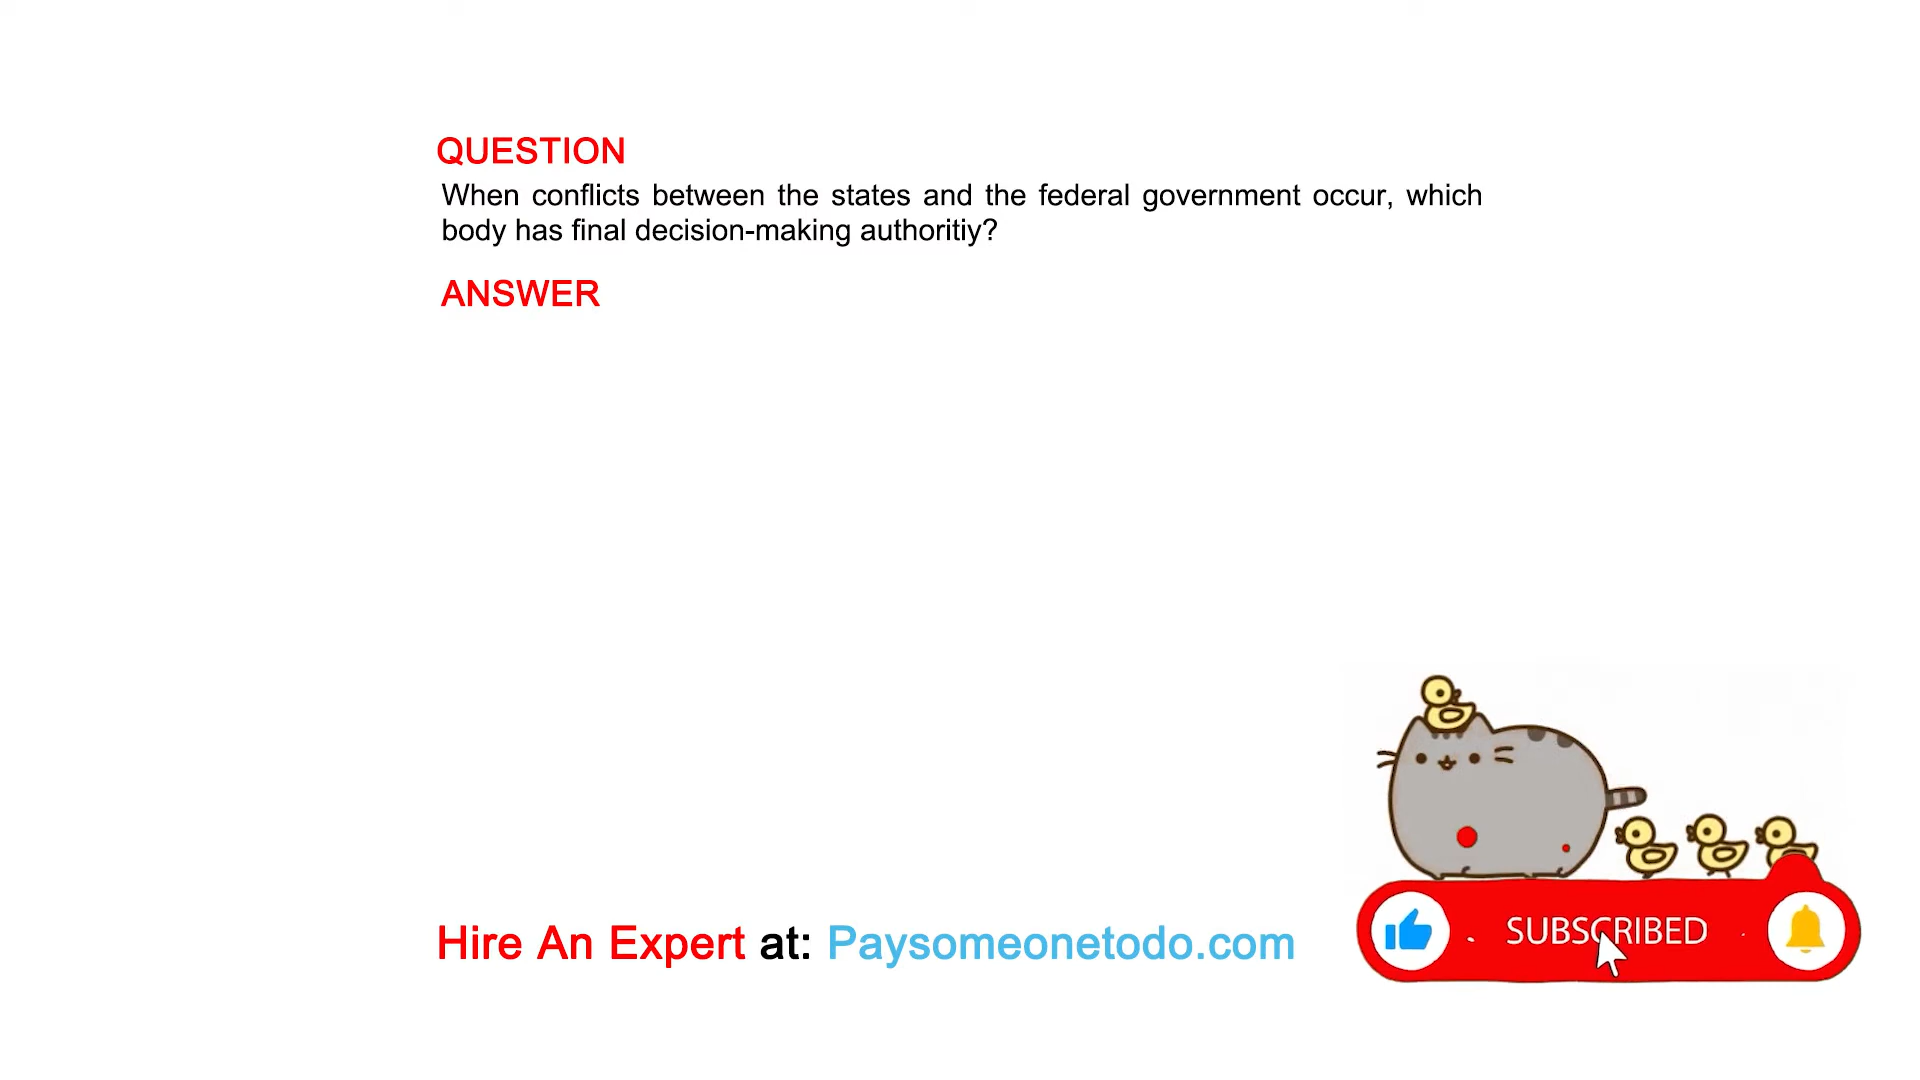 QUESTION
When conflicts between the states and the federal government occur, which
body has final decision-making authoritiy?
ANSWER
Hire An Expert at: Paysomeonetodo.com
SUBSCRIBED